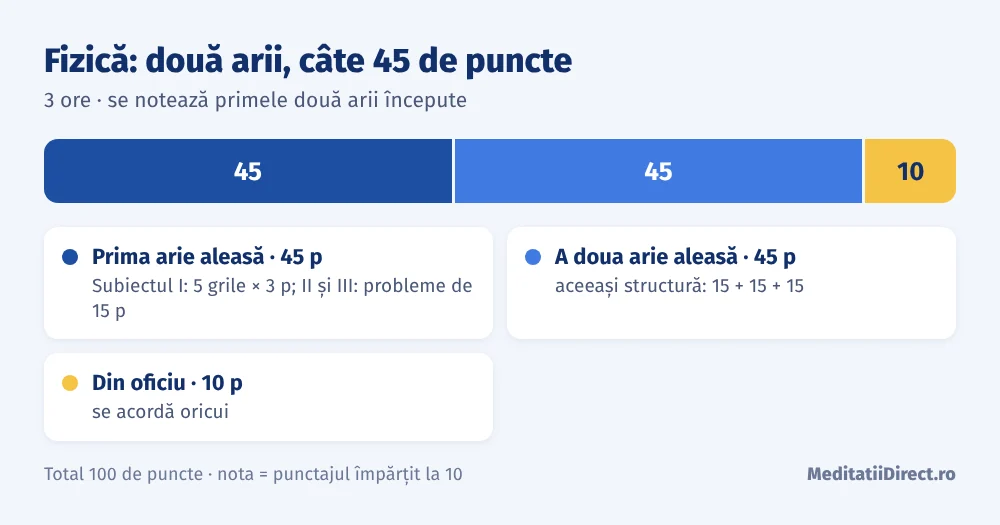 Fizică: două arii, câte 45 de puncte
3 ore · se notează primele două arii începute
45
45
10
Prima arie aleasă · 45 p
Subiectul I: 5 grile × 3 p; II și III: probleme de
15 p
A doua arie aleasă · 45 p
aceeași structură: 15 + 15 + 15
Din oficiu · 10 p
se acordă oricui
Total 100 de puncte · nota = punctajul împărțit la 10
MeditatiiDirect.ro